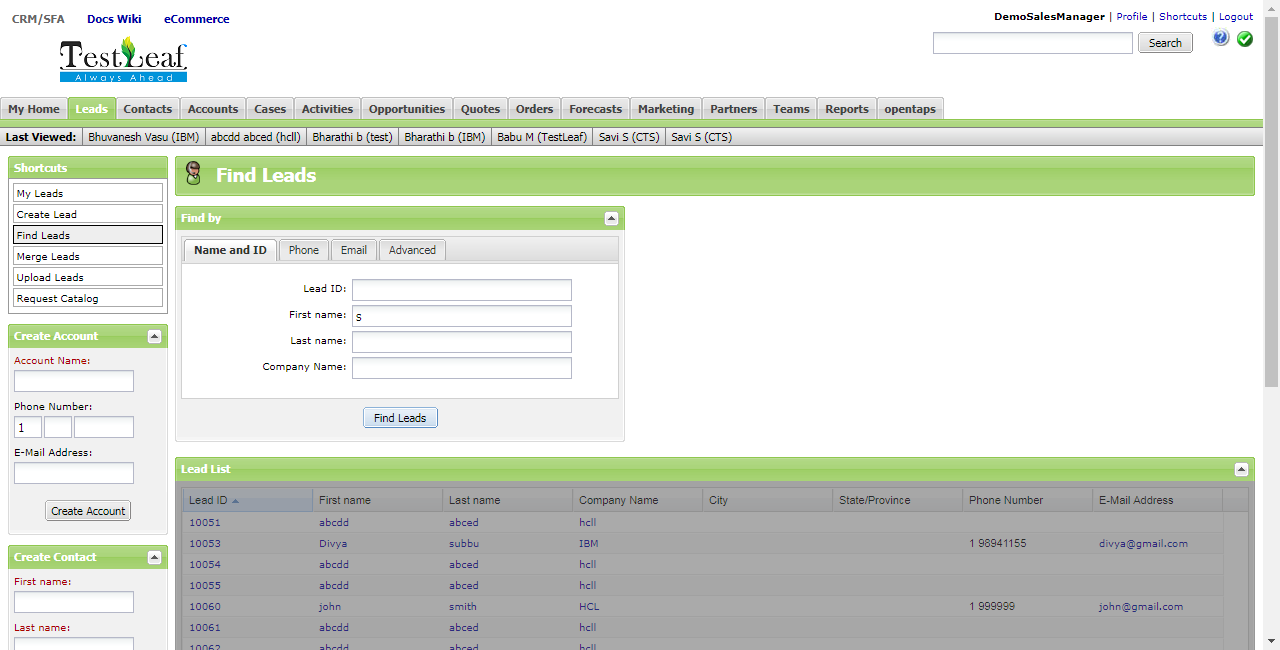 CRM/SFA Docs Wiki eCommerce
DemoSalesManager | Profile | Shortcuts | Logout
TestLeaf
Always Ahead
Search
My Home Leads Contacts Accounts Cases Activities Opportunities Quotes Orders Forecasts Marketing Partners Teams Reports opentaps
Last Viewed: Bhuvanesh Vasu (IBM) abcdd abced (hcll) Bharathi b (test) Bharathi b (IBM) Babu M (TestLeaf) Savi S (CTS) Savi S (CTS)
Shortcuts
My Leads
Create Lead
Find Leads
Merge Leads
Upload Leads
Request Catalog
Create Account
Account Name:
Phone Number:
1
E-Mail Address:
Create Account
Create Contact
First name:
Last name:
Find Leads
Find by
Name and ID Phone Email Advanced
Lead ID:
First name: s
Last name:
Company Name:
Find Leads
Lead List
Lead ID First name Last name Company Name City State/Province Phone Number E-Mail Address
10051 abcdd abced hcll
10053 Divya subbu IBM 1 98941155 divya@gmail.com
10054 abcdd abced hcll
10055 abcdd abced hcll
10060 john smith HCL 1 999999 john@gmail.com
10061 abcdd abced hcll
10062 abcdd abced hcll